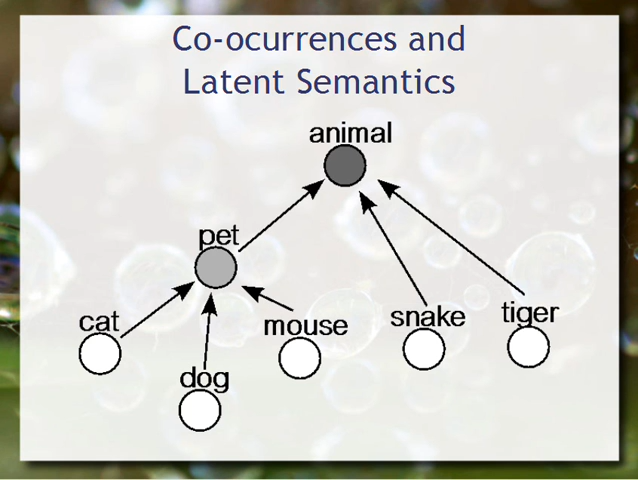 Co-ocurrences and
Latent Semantics
animal
pet
cat
mouse
snake
tiger
dog